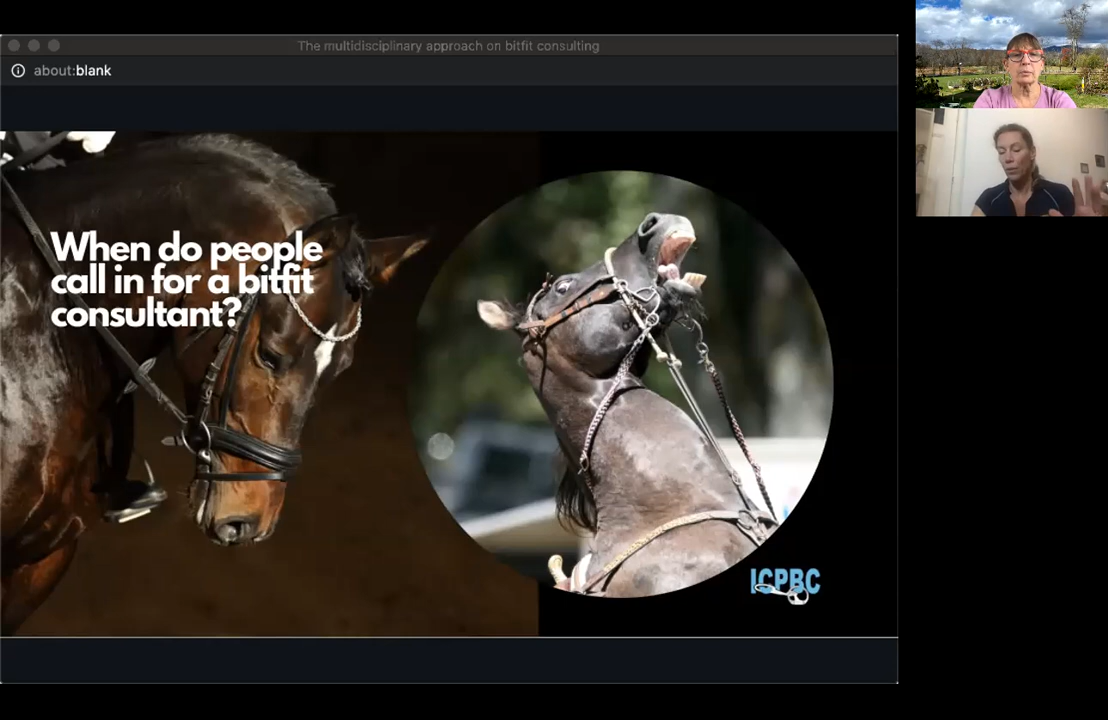 The multidisciplinary approach on bitfit consulting
about:blank
When do people
call in for a bitfit
consultant?
ICPBC